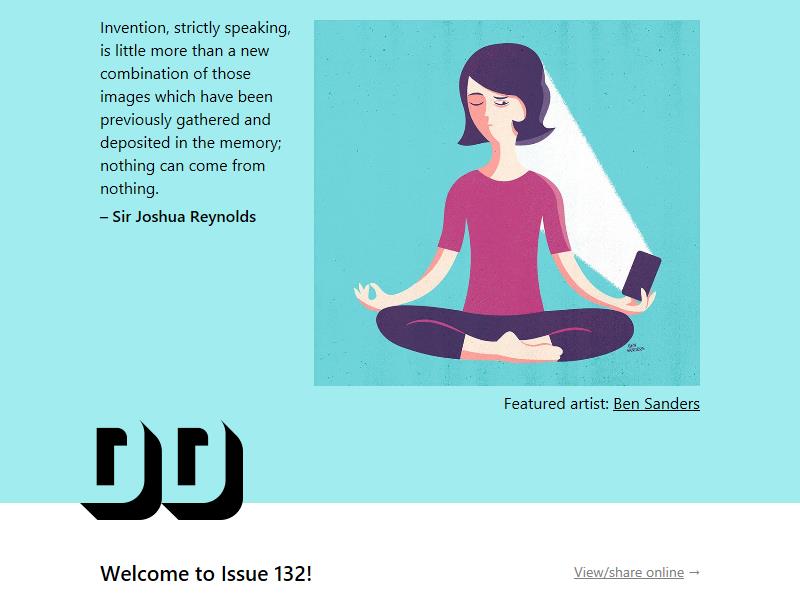 Invention, strictly speaking,
is little more than a new
combination of those
images which have been
previously gathered and
deposited in the memory;
nothing can come from
nothing.
– Sir Joshua Reynolds
BEN
SANDERS
Featured artist: Ben Sanders
DD
Welcome to Issue 132!
View/share online →